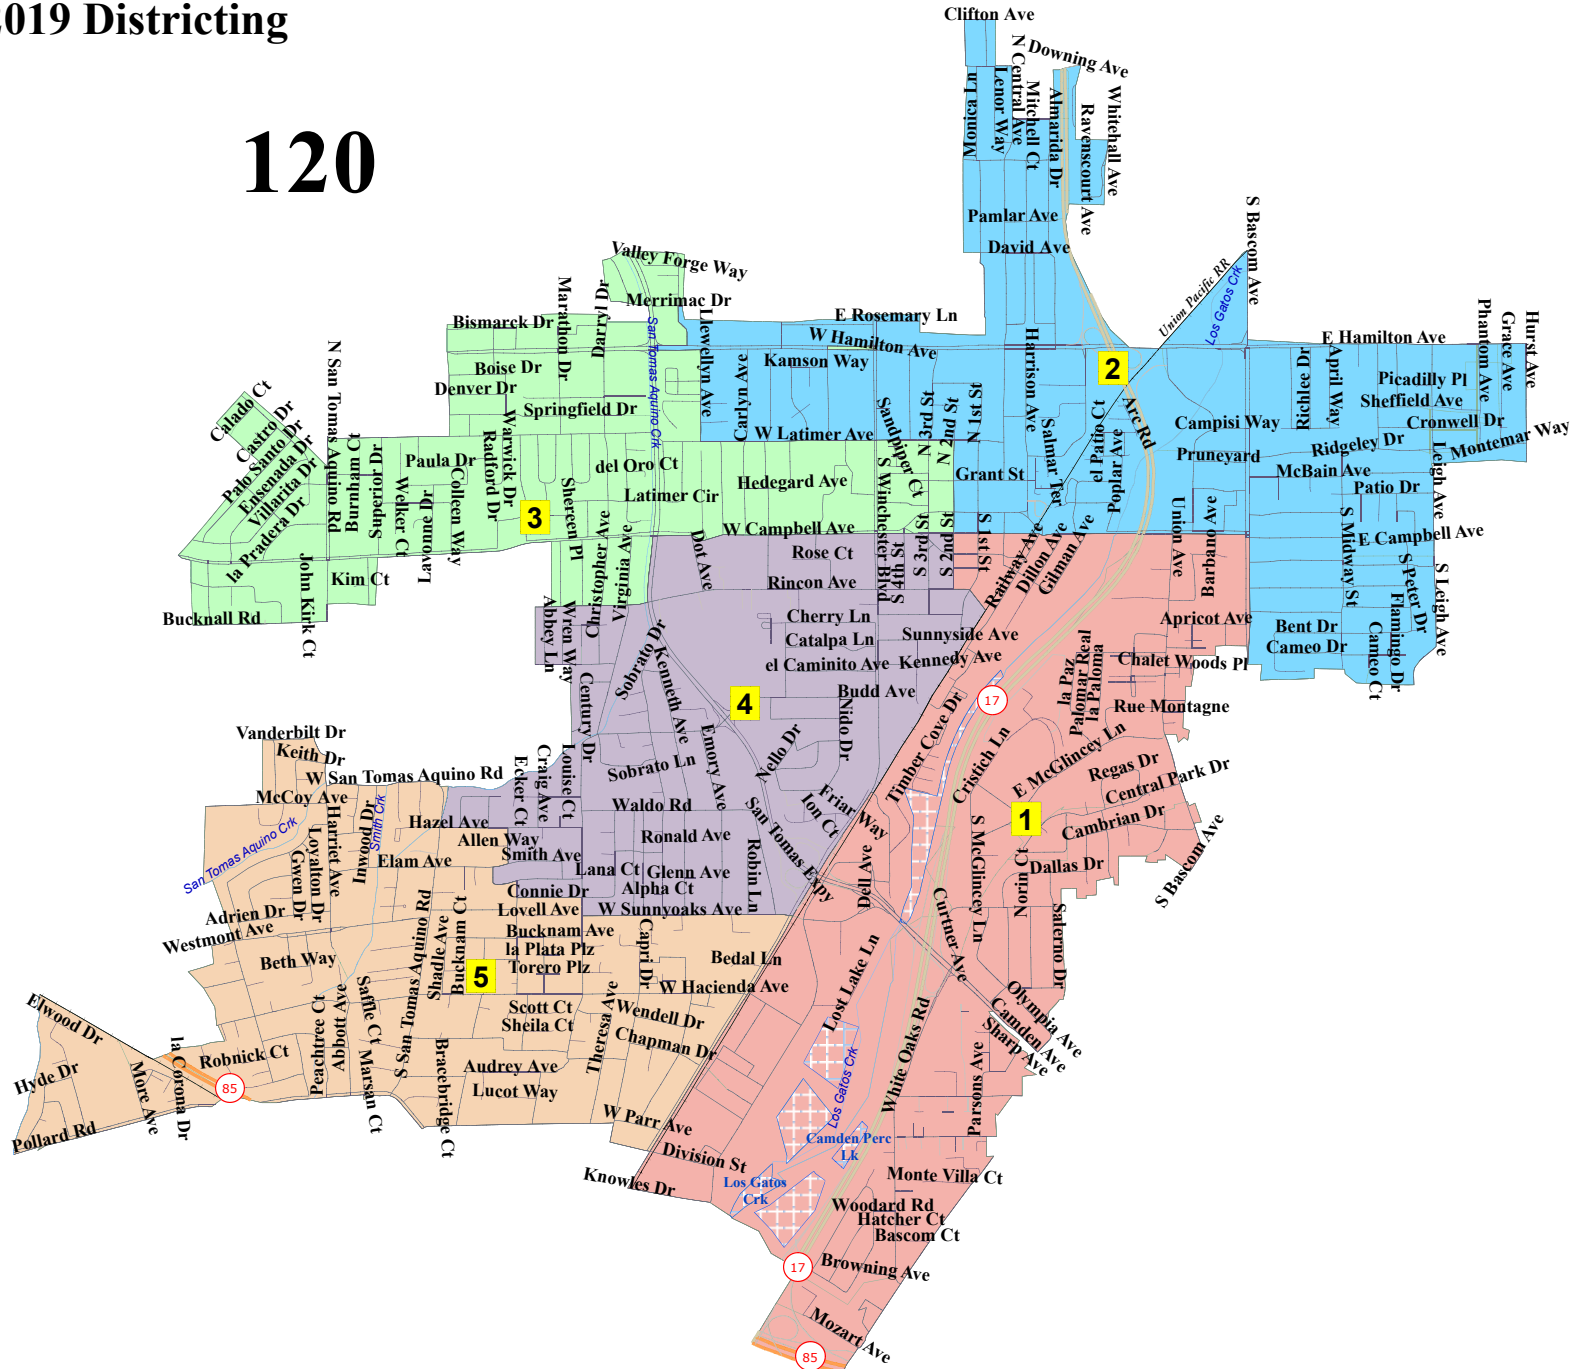 2019 Districting
120
Clifton Ave
N Downing Ave
Monica Ln
Lenor Way
N Central Ave
Mitchell Ct
Almarida Dr
Ravenscourt Ave
Whitehall Ave
Pamlar Ave
David Ave
S Bascom Ave
Union Pacific RR
Los Gatos Crk
Valley Forge Way
Merrimac Dr
Marathon Dr
Darryl Dr
Bismarck Dr
San Tomas Aquino Crk
Llewellyn Ave
E Rosemary Ln
W Hamilton Ave
Kamson Way
Carlyn Ave
Harrison Ave
2
E Hamilton Ave
Phanton Ave
Grace Ave
Hurst Ave
Richlee Dr
April Way
Picadilly Pl
Sheffield Ave
Cronwell Dr
Montemar Way
Campisi Way
Ridgeley Dr
Pruneyard
McBain Ave
Patio Dr
Leigh Ave
Arc Rd
el Patio Ct
Poplar Ave
Salmar Ter
Grant St
N 1st St
N 2nd St
N 3rd St
Sandpiper Ct
S Winchester Blvd
W Latimer Ave
Hedegard Ave
Boise Dr
Denver Dr
Springfield Dr
N San Tomas Aquino Rd
Calado Ct
Castro Dr
Palo Santo Dr
Ensenada Dr
Villarita Dr
la Pradera Dr
Burnham Ct
Superior Dr
Paula Dr
Welker Ct
Lavonne Dr
Colleen Way
Radford Dr
Warwick Dr
3
Shereen Pl
del Oro Ct
Latimer Cir
Christopher Ave
Virginia Ave
W Campbell Ave
Dot Ave
Rose Ct
Rincon Ave
S 4th St
S 3rd St
S 2nd St
S 1st St
Railway Ave
Dillon Ave
Gilman Ave
Union Ave
Barbano Ave
E Campbell Ave
S Midway St
S Peter Dr
S Leigh Ave
Flamingo Dr
Cameo Ct
Bent Dr
Cameo Dr
Apricot Ave
John Kirk Ct
Kim Ct
Bucknall Rd
Abbey Ln
Wren Way
Cherry Ln
Catalpa Ln
Sunnyside Ave
el Caminito Ave
Kennedy Ave
Budd Ave
Sobrato Dr
Kenneth Ave
Century Dr
4
Nido Dr
17
la Paz
Palomar Real
la Paloma
Chalet Woods Pl
Rue Montagne
Timber Cove Dr
Cristich Ln
E McGlincey Ln
Regas Dr
Central Park Dr
Cambrian Dr
Dallas Dr
S Bascom Ave
1
Vanderbilt Dr
Keith Dr
W San Tomas Aquino Rd
McCoy Ave
Ecker Ct
Craig Ave
Louise Ct
Sobrato Ln
Emory Ave
Nello Dr
Waldo Rd
Friar Way
Ion Ct
Hazel Ave
Allen Way
Smith Ave
Ronald Ave
Robin Ln
San Tomas Expy
Lana Ct
Glenn Ave
Alpha Ct
Dell Ave
Smith Crk
San Tomas Aquino Crk
Harriet Ave
Inwood Dr
Loyalton Dr
Gwen Dr
Elam Ave
Connie Dr
Lovell Ave
W Sunnyoaks Ave
Bucknam Ave
la Plata Plz
Torero Plz
Adrien Dr
Westmont Ave
Beth Way
S San Tomas Aquino Rd
Shadle Ave
Bucknam Ct
5
Capri Dr
Bedal Ln
W Hacienda Ave
S McGlincey Ln
Norin Ct
Curtner Ave
Salerno Dr
Lost Lake Ln
White Oaks Rd
Olympia Ave
Camden Ave
Sharp Ave
Elwood Dr
Hyde Dr
Pollard Rd
More Ave
la Corona Dr
Robnick Ct
85
Peachtree Ct
Abbott Ave
Saffle Ct
Marsan Ct
Bracebridge Ct
Scott Ct
Sheila Ct
Audrey Ave
Lucot Way
Theresa Ave
Wendell Dr
Chapman Dr
W Parr Ave
Division St
Knowles Dr
Los Gatos Crk
Camden Perc
Lk
Los Gatos
Crk
Parsons Ave
Monte Villa Ct
Woodard Rd
Hatcher Ct
Bascom Ct
17
Browning Ave
Mozart Ave
85